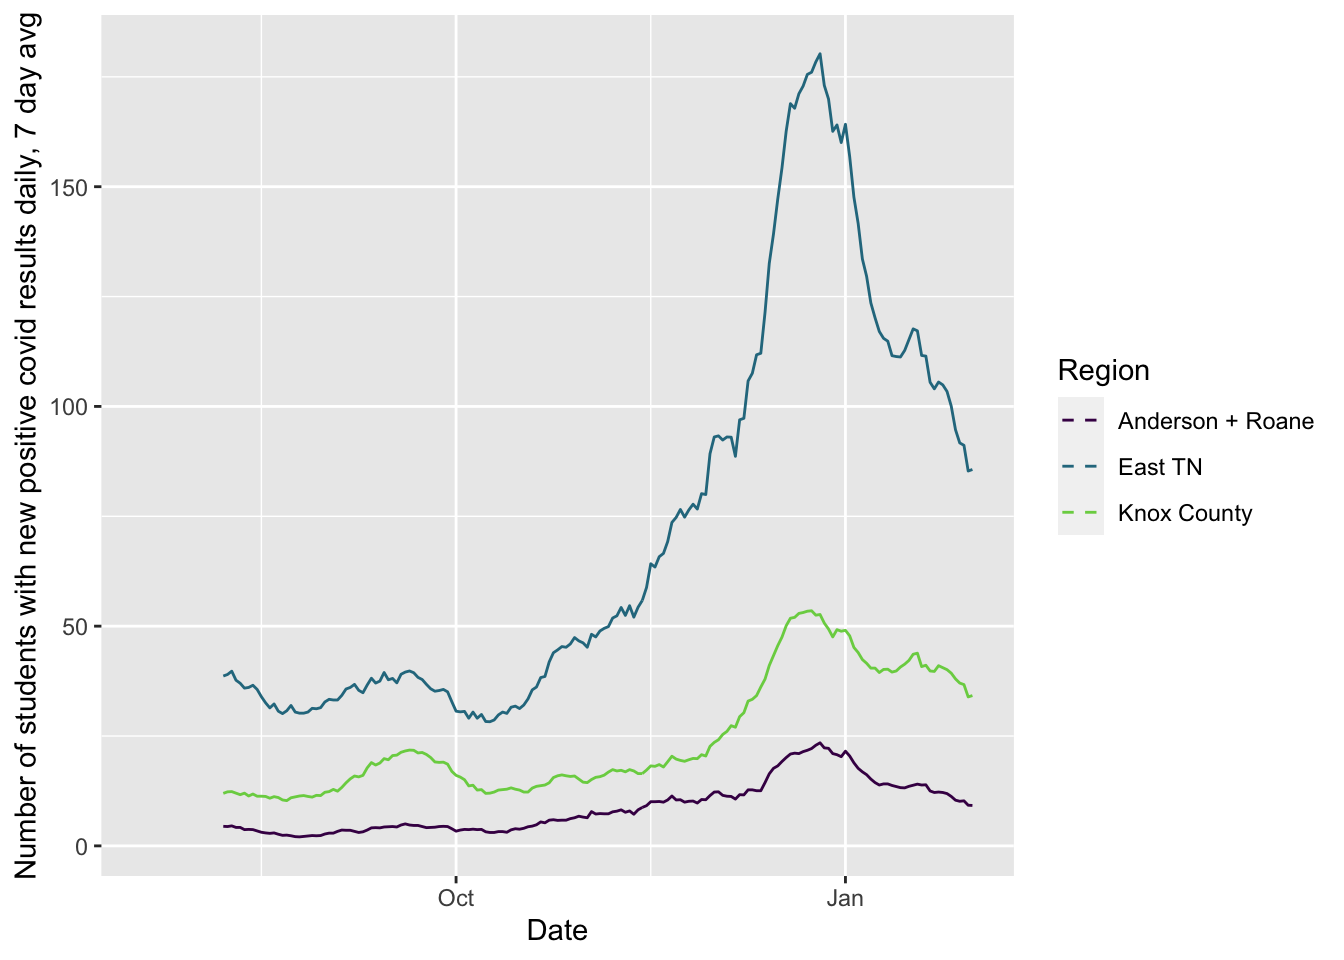 Number of students with new positive covid results daily, 7 day avg
150
100
50
0
Oct
Jan
Date
Region
Anderson + Roane
East TN
Knox County